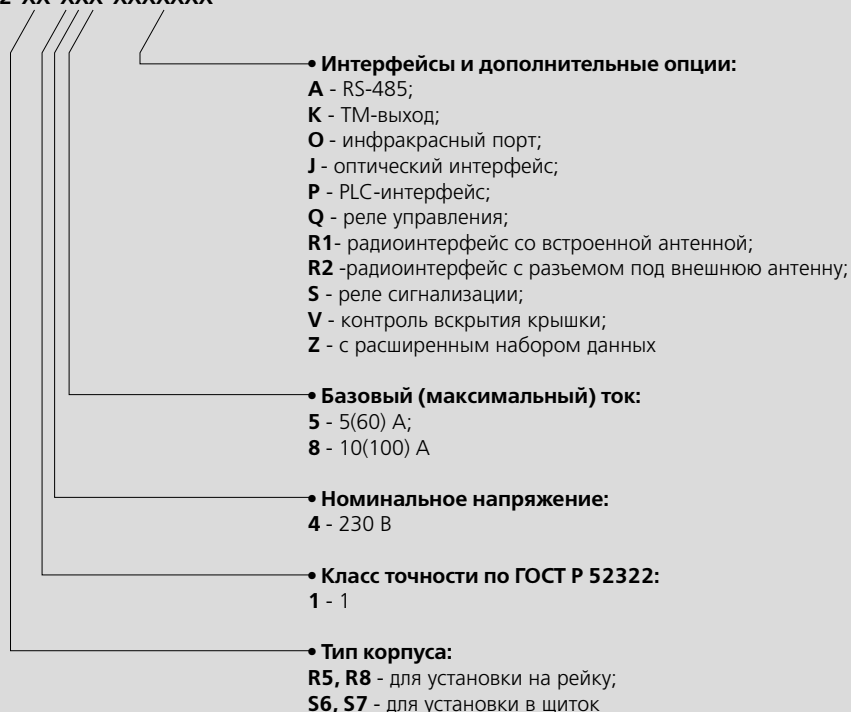 • Интерфейсы и дополнительные опции:
A - RS-485;
K - ТМ-выход;
O - инфракрасный порт;
J - оптический интерфейс;
P - PLC-интерфейс;
Q - реле управления;
R1- радиоинтерфейс со встроенной антенной;
R2 -радиоинтерфейс с разъемом под внешнюю антенну;
S - реле сигнализации;
V - контроль вскрытия крышки;
Z - с расширенным набором данных
• Базовый (максимальный) ток:
5 - 5(60) А;
8 - 10(100) А
• Номинальное напряжение:
4 - 230 В
• Класс точности по ГОСТ Р 52322:
1 - 1
• Тип корпуса:
R5, R8 - для установки на рейку;
S6, S7 - для установки в щиток